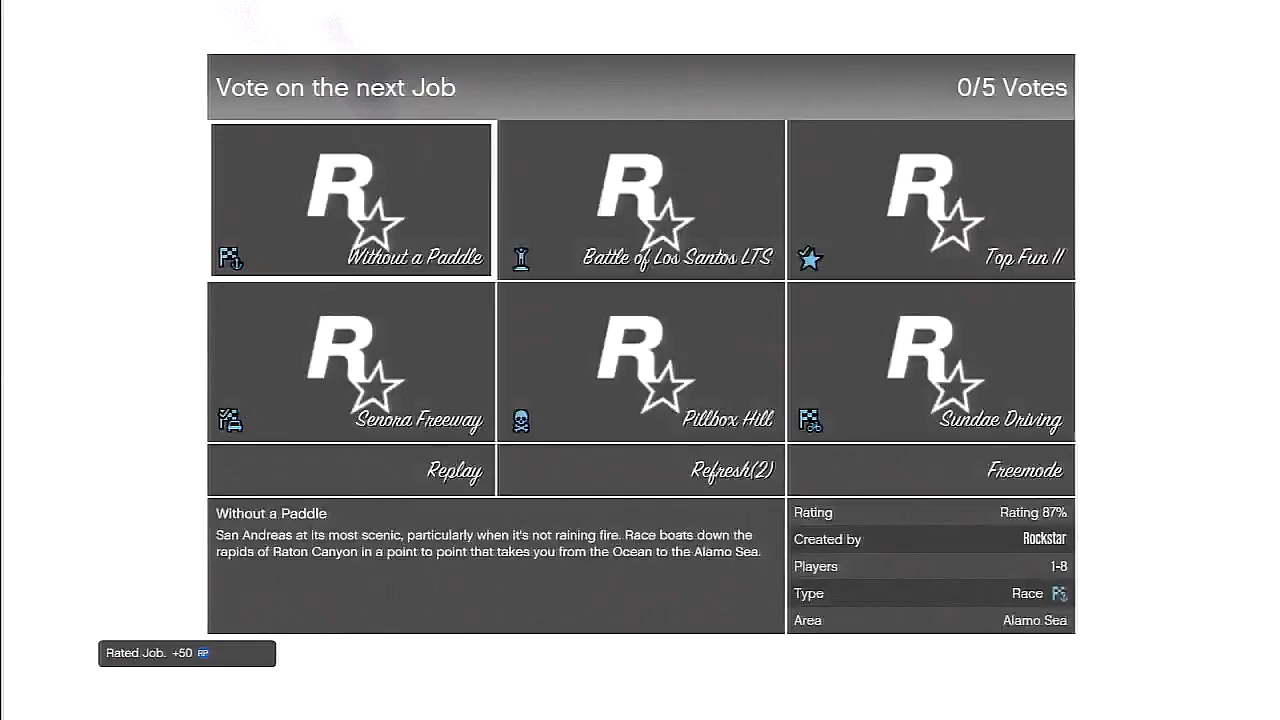 Vote on the next Job
0/5 Votes
R
R
R
Without a Paddle
Battle of Los Santos LTS
Top Fun II
R
R
R
Senora Freeway
Pillbox Hill
Sundae Driving
Replay
Refresh(2)
Freemode
Without a Paddle
San Andreas at its most scenic, particularly when it's not raining fire. Race boats down the
rapids of Raton Canyon in a point to point that takes you from the Ocean to the Alamo Sea.
Rating
Rating 87%
Created by
Rockstar
Players
1-8
Type
Race
Area
Alamo Sea
Rated Job. +50 RP